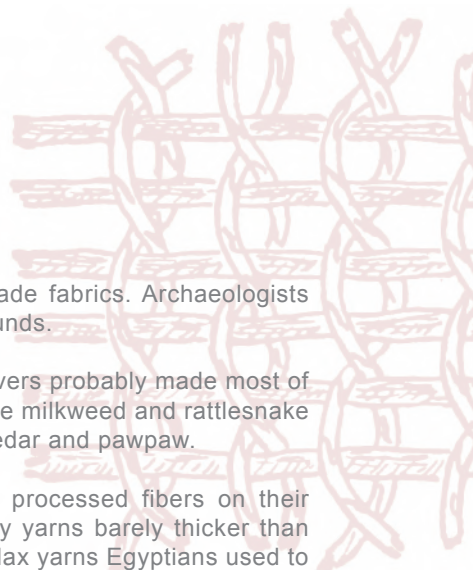 ade fabrics. Archaeologists
unds.
vers probably made most of
e milkweed and rattlesnake
edar and pawpaw.
processed fibers on their
y yarns barely thicker than
lax yarns Egyptians used to